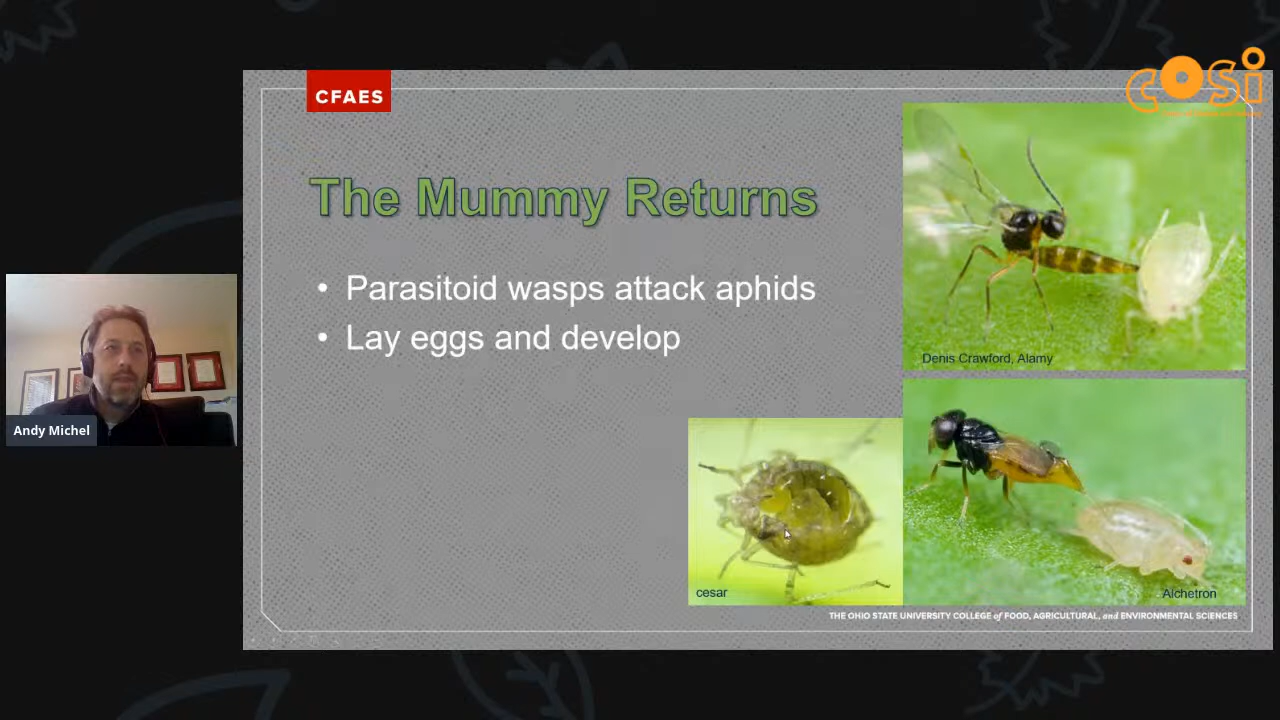 CFAES
COSI
The Mummy Returns
• Parasitoid wasps attack aphids
• Lay eggs and develop
Denis Crawford, Alamy
Andy Michel
cesar
Alchetron
THE OHIO STATE UNIVERSITY COLLEGE of FOOD, AGRICULTURAL, and ENVIRONMENTAL SCIENCES